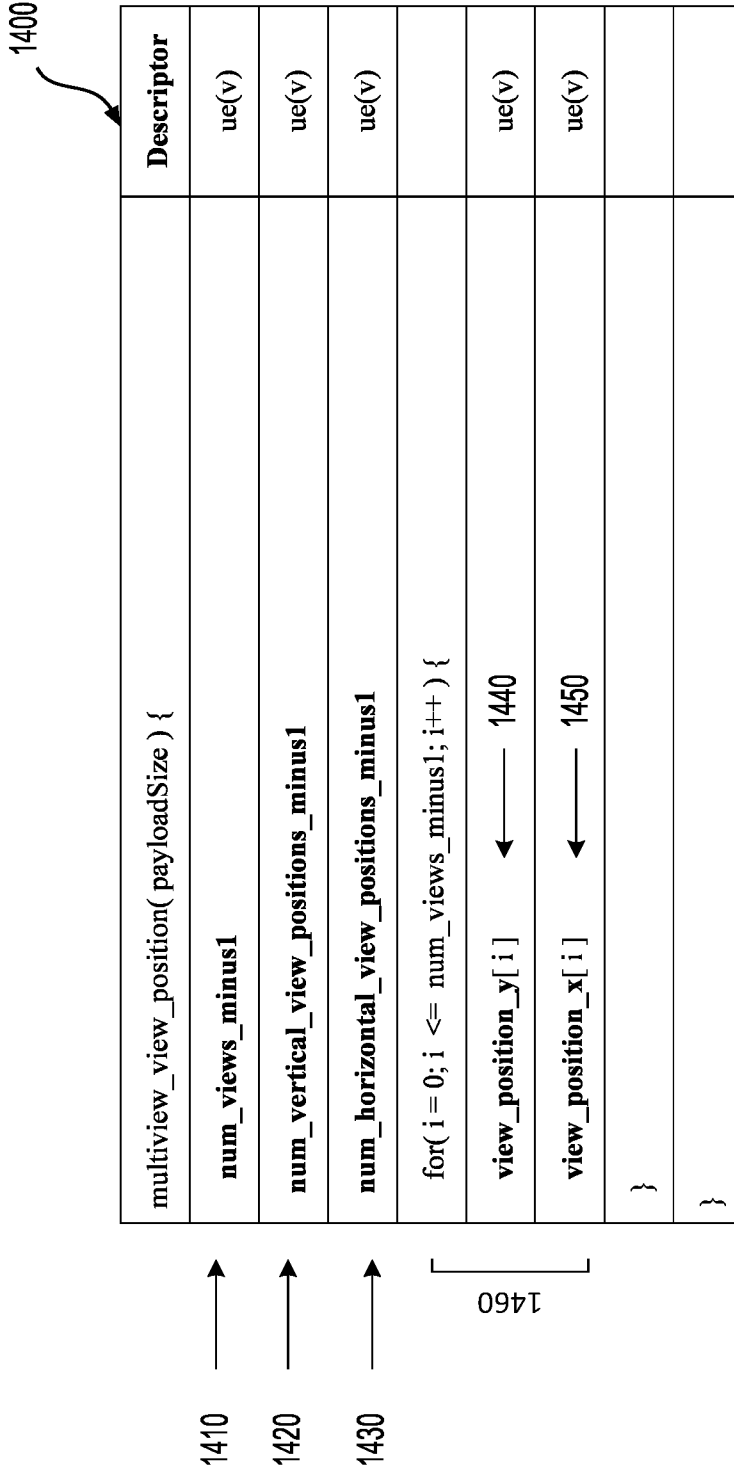 1400
multiview_view_position( payloadSize ) { Descriptor
1410 num_views_minus1 ue(v)
1420 num_vertical_view_positions_minus1 ue(v)
1430 num_horizontal_view_positions_minus1 ue(v)
for( i = 0; i <= num_views_minus1; i++ ) {
1460
view_position_y[ i ] 1440 ue(v)
view_position_x[ i ] 1450 ue(v)
}
}